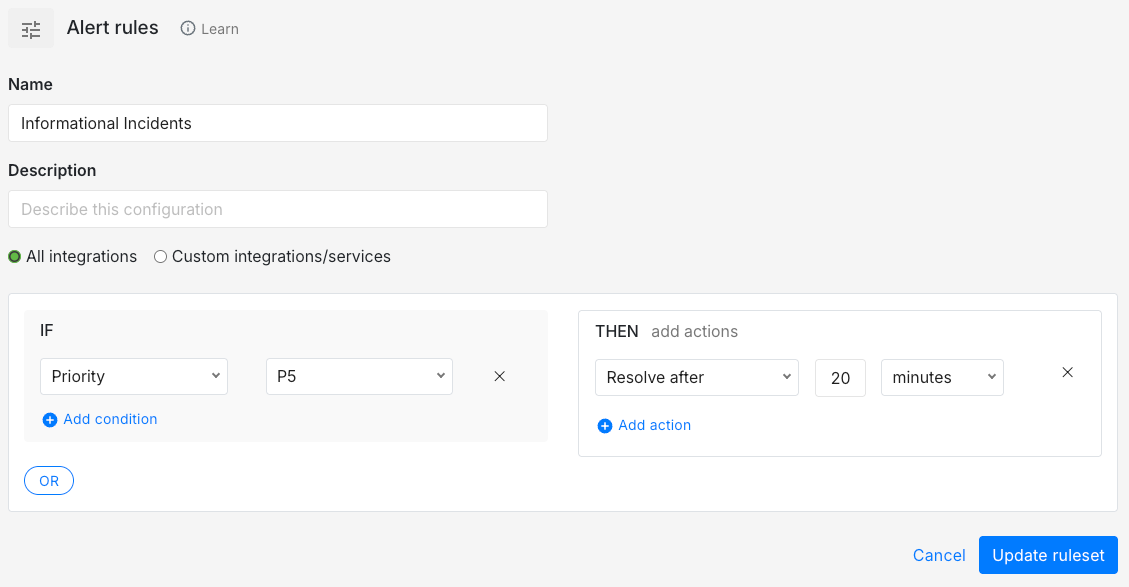 Alert rules Learn
Name
Informational Incidents
Description
Describe this configuration
All integrations Custom integrations/services
IF
Priority P5
Add condition
THEN add actions
Resolve after 20 minutes
Add action
OR
Cancel Update ruleset